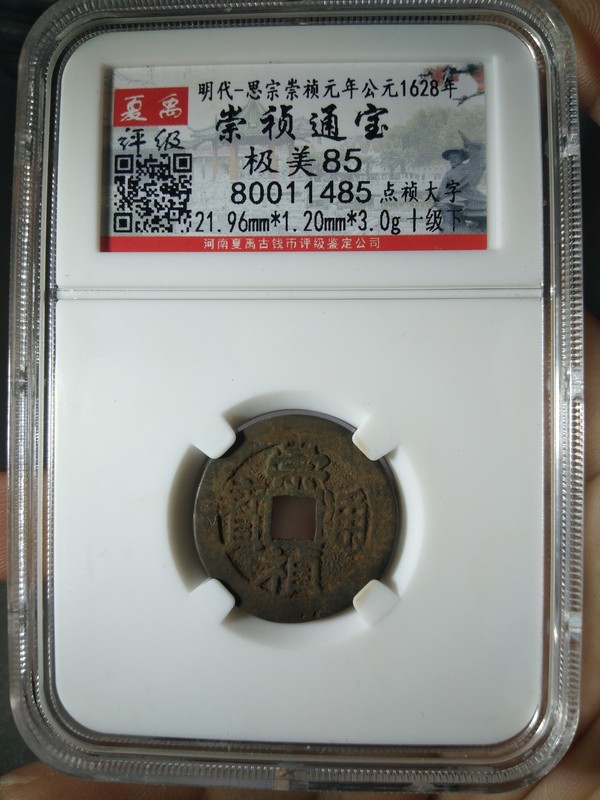 夏禹
评级
明代-思宗崇祯元年公元1628年
崇祯通宝
极美85
80011485 点祯大字
21.96mm*1.20mm*3.0g 十级下
河南夏禹古钱币评级鉴定公司
崇祯通宝